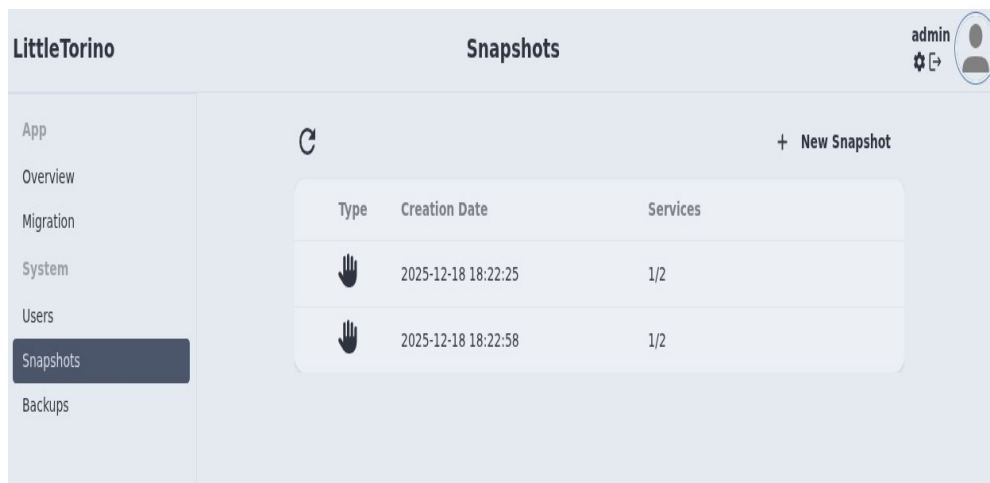 LittleTorino
Snapshots
admin
App
Overview
Migration
System
Users
Snapshots
Backups
+ New Snapshot
Type Creation Date Services
2025-12-18 18:22:25 1/2
2025-12-18 18:22:58 1/2